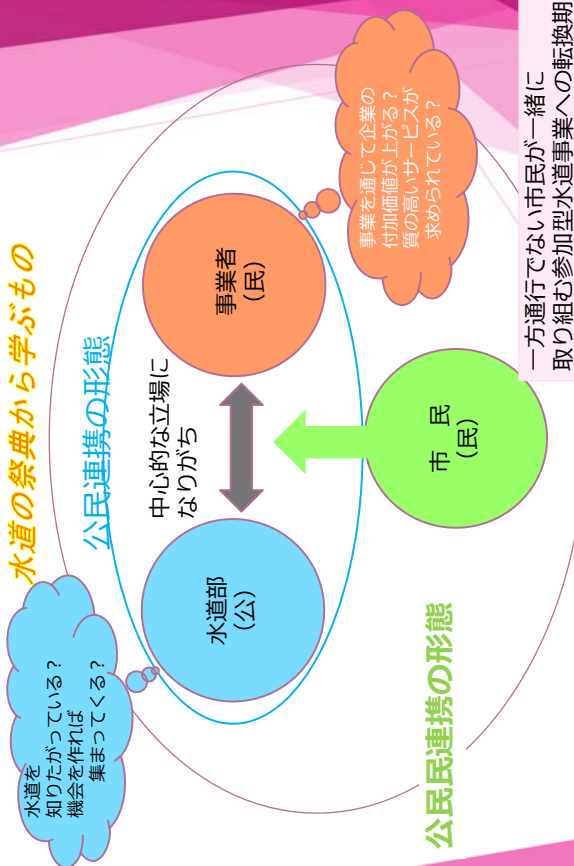 水道の祭典から学ぶもの
水道を
知りたがっている？
機会を作れば
集まってくる？
公民連携の形態
中心的な立場に
なりがち
水道部
（公）
事業者
（民）
事業を通じて企業の
付加価値が上がる？
質の高いサービスが
求められている？
市　民
（民）
公民民連携の形態
一方通行でない市民が一緒に
取り組む参加型水道事業への転換期